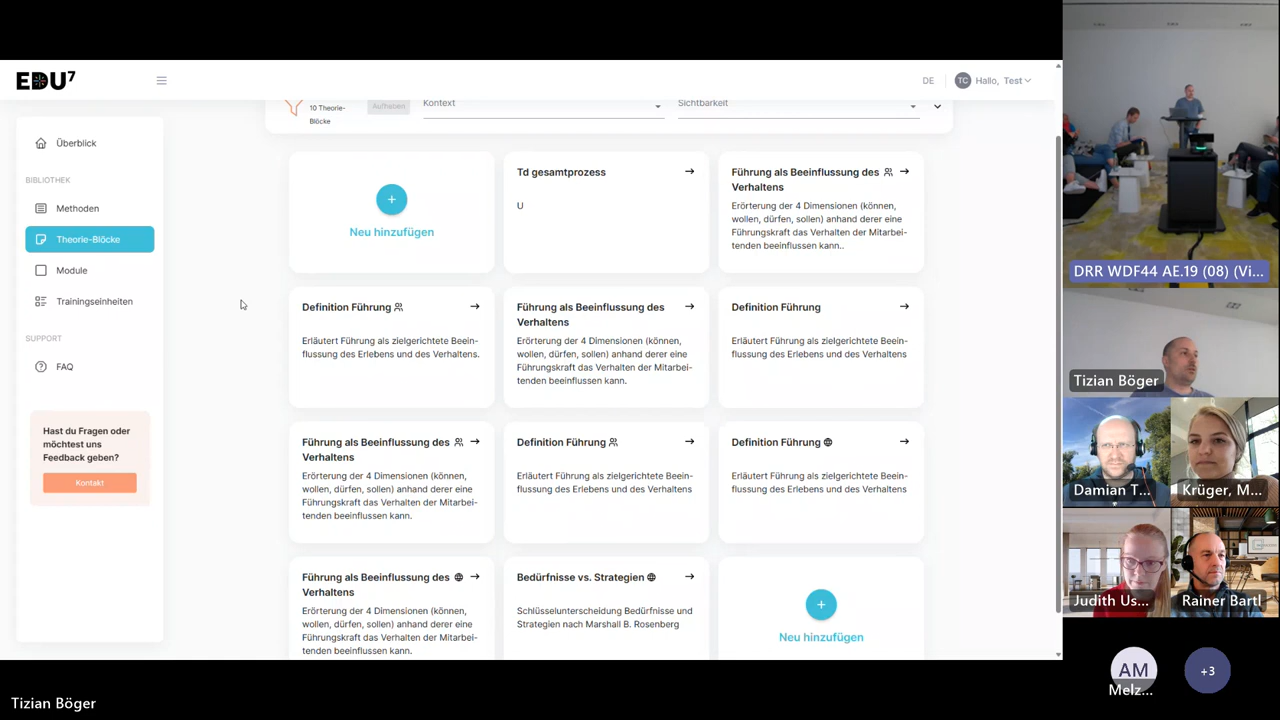 EDU7
DE
TC
Hallo, Test
10 Theorie-
Blöcke
Aufheben
Kontext
Sichtbarkeit
Überblick
BIBLIOTHEK
Methoden
Theorie-Blöcke
Module
Trainingseinheiten
SUPPORT
FAQ
Hast du Fragen oder
möchtest uns
Feedback geben?
Kontakt
Neu hinzufügen
Td gesamtprozess
U
Führung als Beeinflussung des
Verhaltens
Erörterung der 4 Dimensionen (können,
wollen, dürfen, sollen) anhand derer eine
Führungskraft das Verhalten der Mitarbei-
tenden beeinflussen kann..
Definition Führung
Erläutert Führung als zielgerichtete Beein-
flussung des Erlebens und des Verhaltens.
Führung als Beeinflussung des
Verhaltens
Erörterung der 4 Dimensionen (können,
wollen, dürfen, sollen) anhand derer eine
Führungskraft das Verhalten der Mitarbei-
tenden beeinflussen kann.
Definition Führung
Erläutert Führung als zielgerichtete Beein-
flussung des Erlebens und des Verhaltens
Führung als Beeinflussung des
Verhaltens
Erörterung der 4 Dimensionen (können,
wollen, dürfen, sollen) anhand derer eine
Führungskraft das Verhalten der Mitarbei-
tenden beeinflussen kann.
Definition Führung
Erläutert Führung als zielgerichtete Beein-
flussung des Erlebens und des Verhaltens
Definition Führung
Erläutert Führung als zielgerichtete Beein-
flussung des Erlebens und des Verhaltens
Führung als Beeinflussung des
Verhaltens
Erörterung der 4 Dimensionen (können,
wollen, dürfen, sollen) anhand derer eine
Führungskraft das Verhalten der Mitarbei-
tenden beeinflussen kann.
Bedürfnisse vs. Strategien
Schlüsselunterscheidung Bedürfnisse und
Strategien nach Marshall B. Rosenberg
Neu hinzufügen
DRR WDF44 AE.19 (08) (Vi...
Tizian Böger
Damian T...
Krüger, M...
Judith Us...
Rainer Bartl
AM
Melz...
+3
Tizian Böger